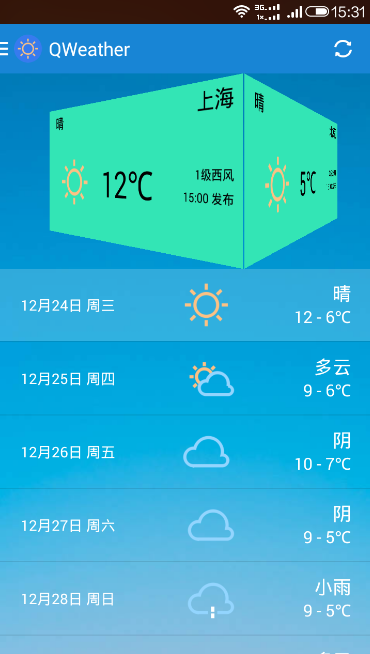 3G 1x 15:31
QWeather
上海
晴
12℃
1级西风
15:00 发布
晴
5℃
12月24日 周三
晴
12 - 6℃
12月25日 周四
多云
9 - 6℃
12月26日 周五
阴
10 - 7℃
12月27日 周六
阴
9 - 5℃
12月28日 周日
小雨
9 - 5℃